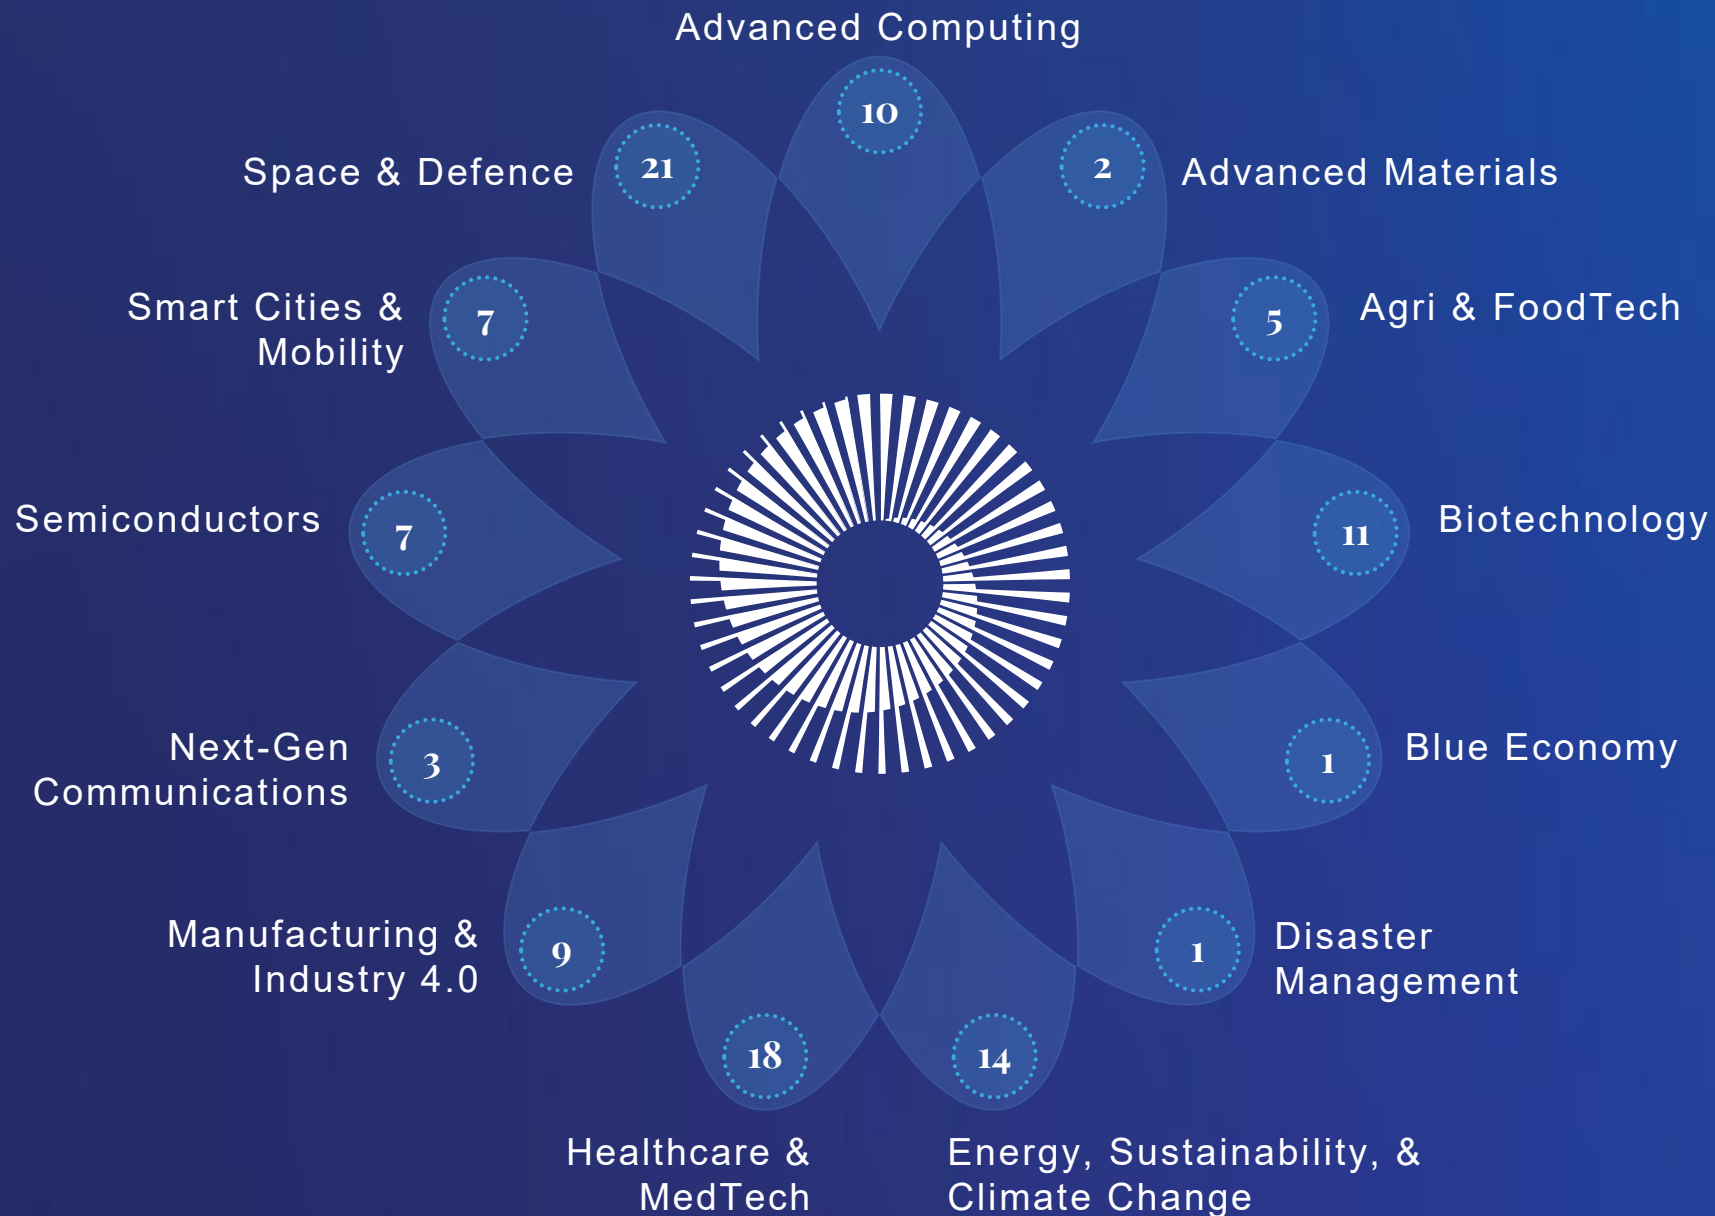 Advanced Computing
10
2
Advanced Materials
5
Agri & FoodTech
11
Biotechnology
1
Blue Economy
1
Disaster
Management
14
Energy, Sustainability, &
Climate Change
18
Healthcare &
MedTech
9
Manufacturing &
Industry 4.0
3
Next-Gen
Communications
7
Semiconductors
7
Smart Cities &
Mobility
21
Space & Defence